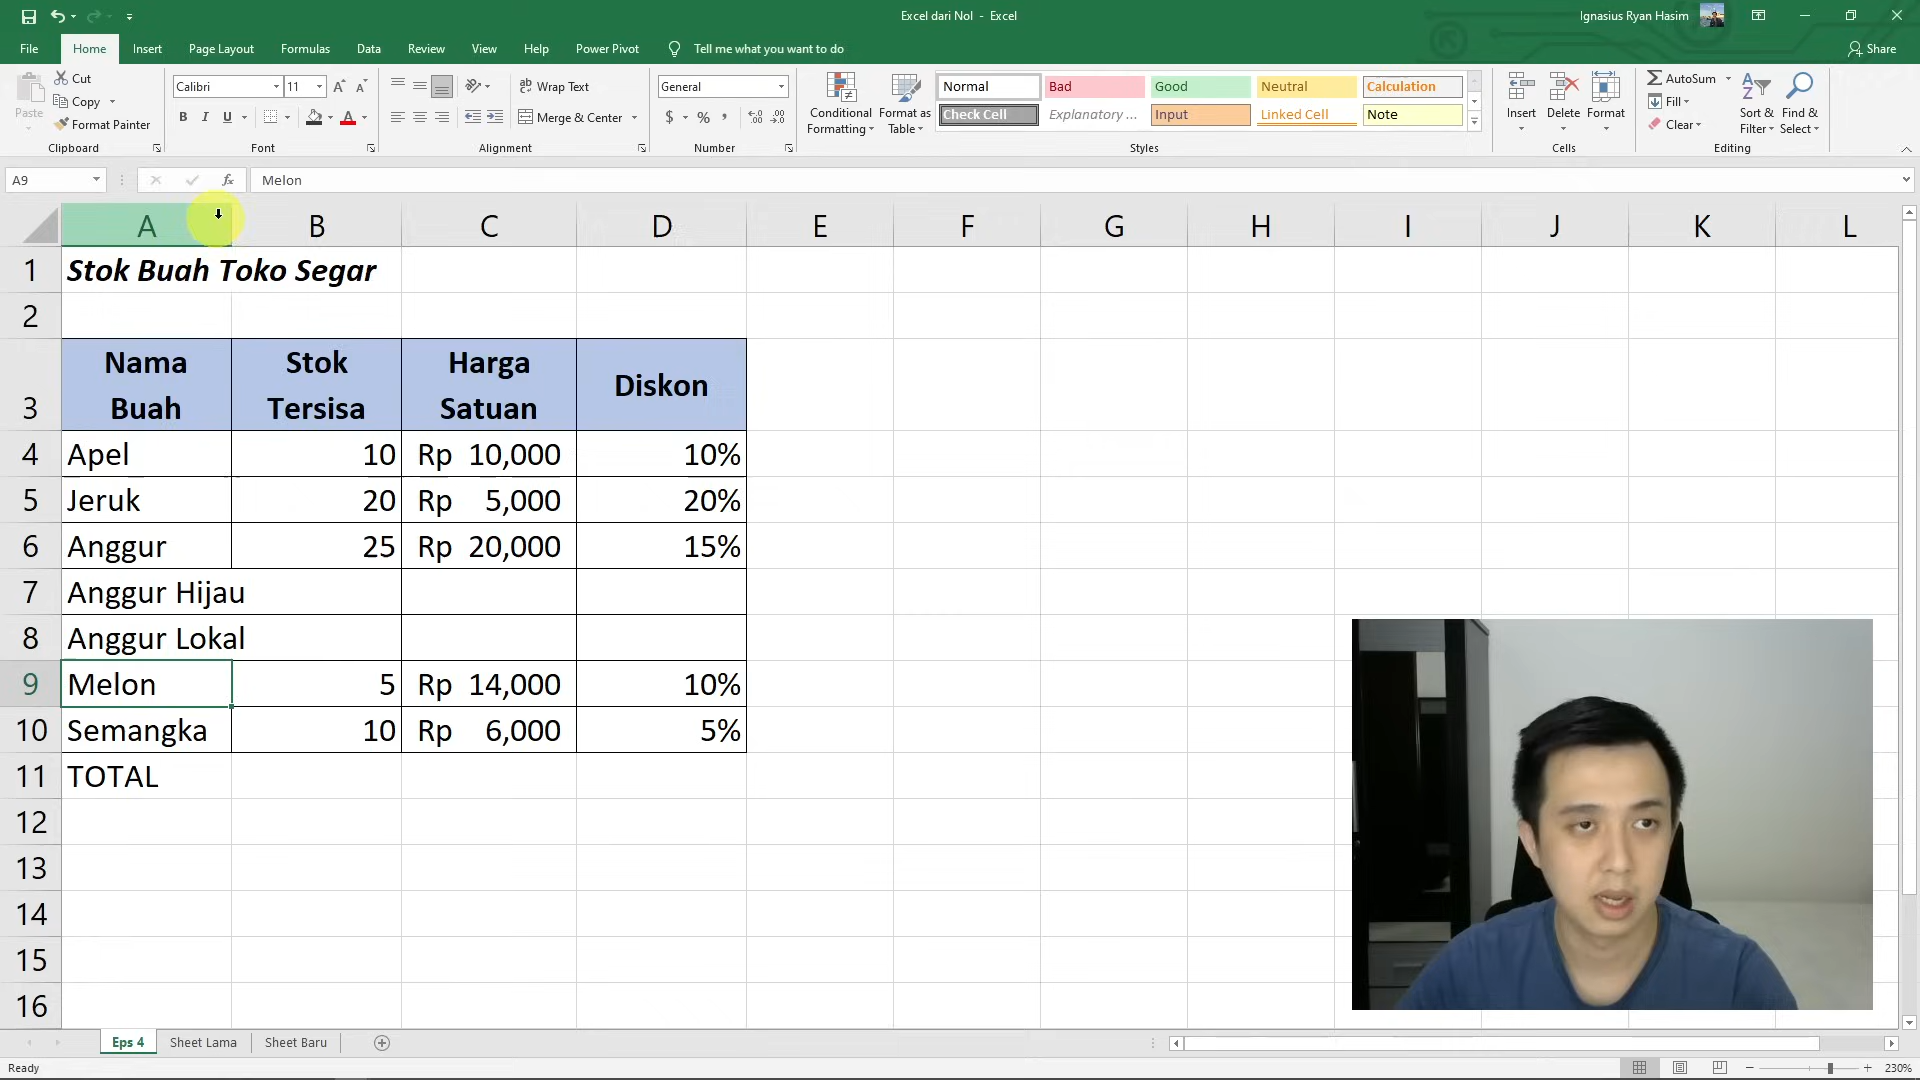 Excel dari Nol - Excel
Ignasius Ryan Hasim
File Home Insert Page Layout Formulas Data Review View Help Power Pivot Tell me what you want to do Share
Paste Cut
Copy
Format Painter
Calibri 11
B I U
Wrap Text
Merge & Center
General
$ % ,
Conditional Formatting
Format as Table
Normal Bad Good Neutral Calculation
Check Cell Explanatory ... Input Linked Cell Note
Insert Delete Format
AutoSum
Fill
Clear
Sort & Filter
Find & Select
Clipboard Font Alignment Number Styles Cells Editing
A9 fx Melon
A B C D E F G H I J K L
1 Stok Buah Toko Segar
2
3 Nama Buah Stok Tersisa Harga Satuan Diskon
4 Apel 10 Rp 10,000 10%
5 Jeruk 20 Rp 5,000 20%
6 Anggur 25 Rp 20,000 15%
7 Anggur Hijau
8 Anggur Lokal
9 Melon 5 Rp 14,000 10%
10 Semangka 10 Rp 6,000 5%
11 TOTAL
12
13
14
15
16
Eps 4 Sheet Lama Sheet Baru
Ready 230%